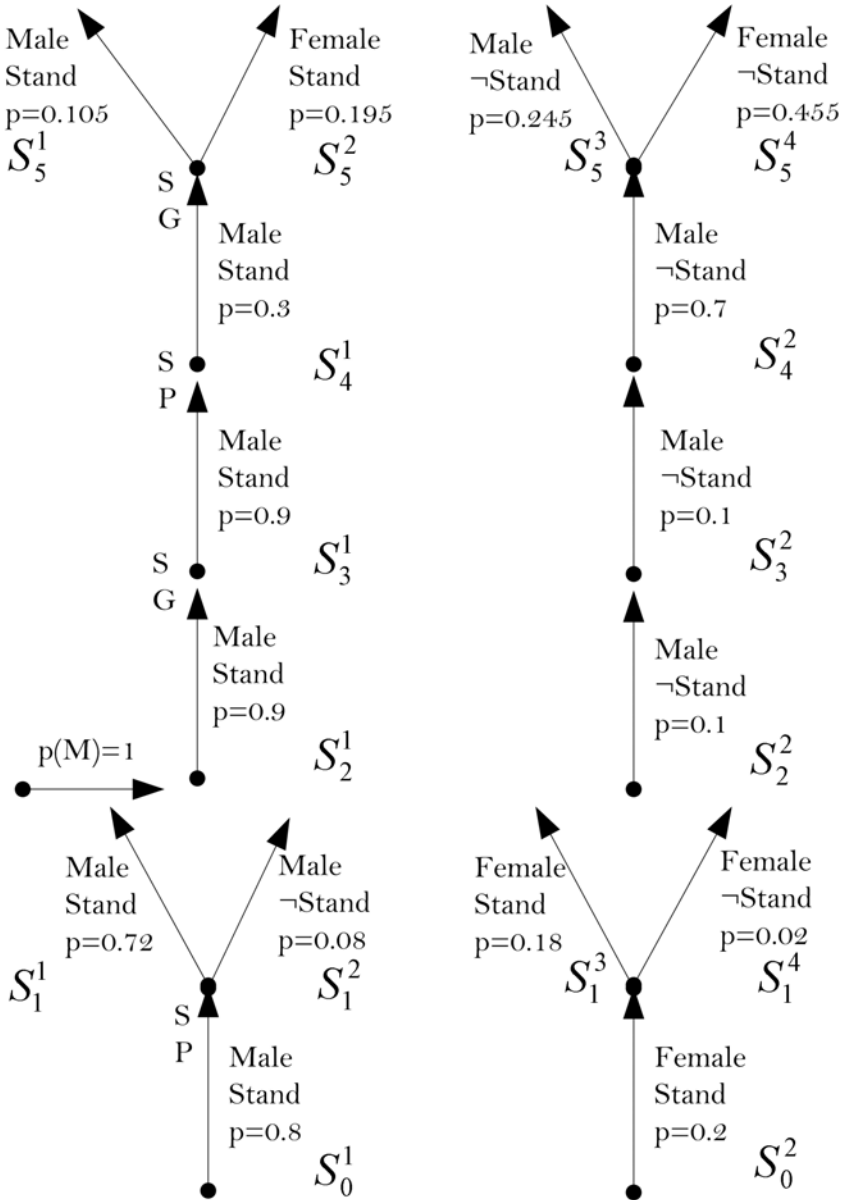 Male
Stand
p=0.105
Female
Stand
p=0.195
Male
¬Stand
p=0.245
Female
¬Stand
p=0.455
S_5^1
S_5^2
S_5^3
S_5^4
S
G
Male
Stand
p=0.3
Male
¬Stand
p=0.7
S
P
S_4^1
S_4^2
Male
Stand
p=0.9
Male
¬Stand
p=0.1
S
G
S_3^1
S_3^2
Male
Stand
p=0.9
Male
¬Stand
p=0.1
p(M)=1
S_2^1
S_2^2
Male
Stand
p=0.72
Male
¬Stand
p=0.08
Female
Stand
p=0.18
Female
¬Stand
p=0.02
S_1^1
S_1^2
S_1^3
S_1^4
S
P
Male
Stand
p=0.8
Female
Stand
p=0.2
S_0^1
S_0^2